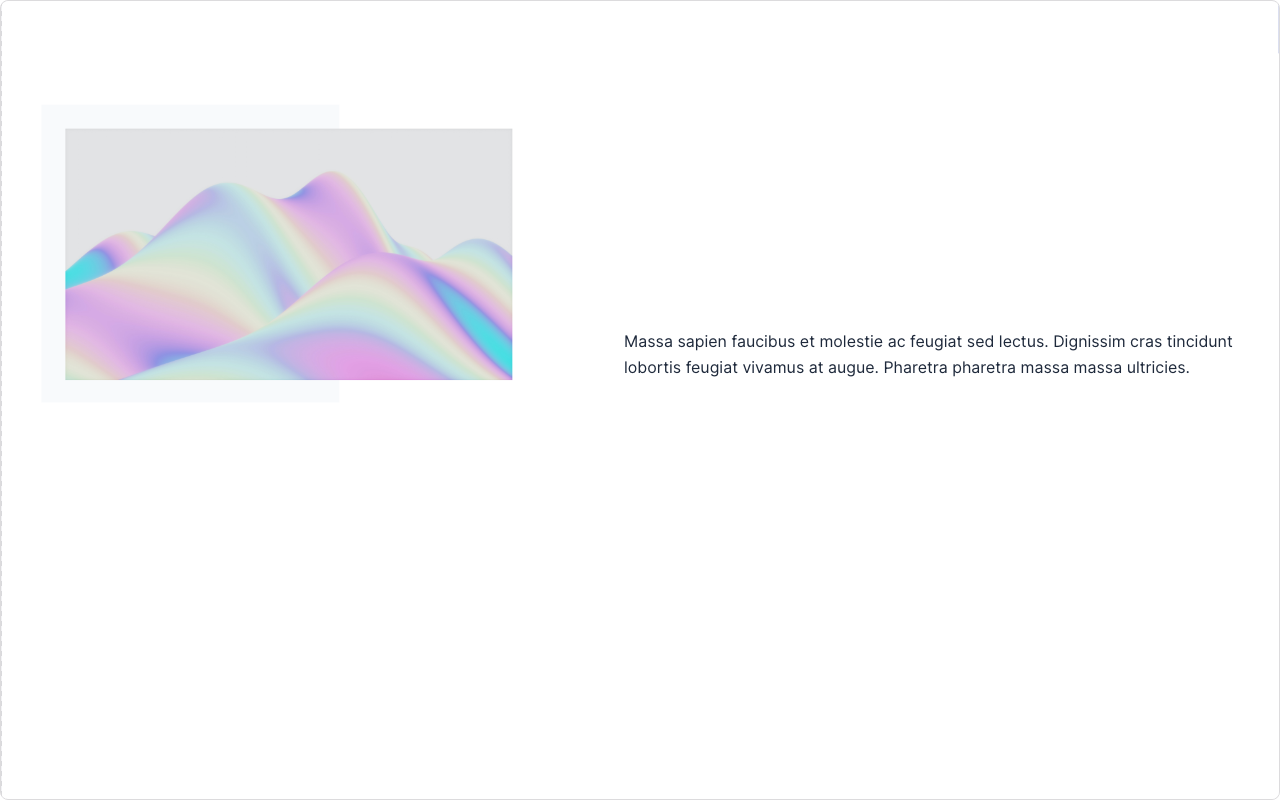 Massa sapien faucibus et molestie ac feugiat sed lectus. Dignissim cras tincidunt
lobortis feugiat vivamus at augue. Pharetra pharetra massa massa ultricies.